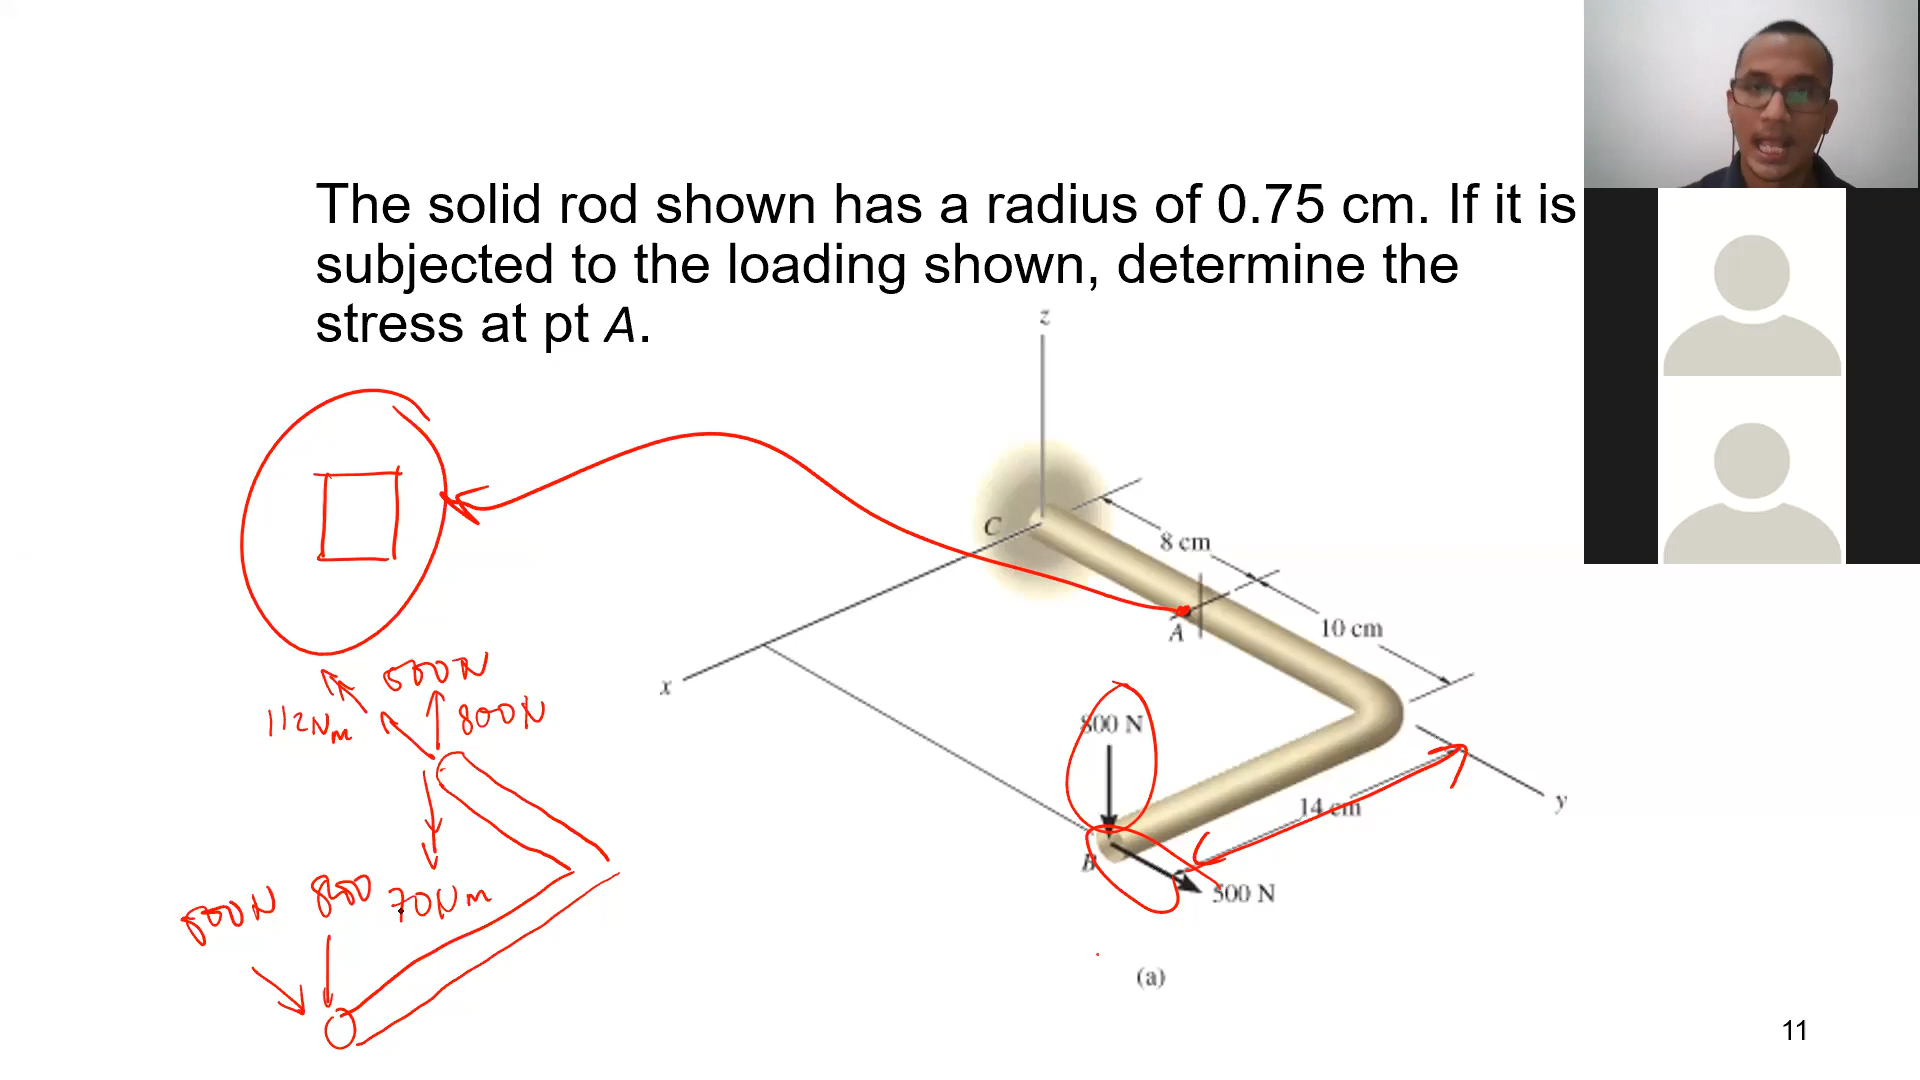 The solid rod shown has a radius of 0.75 cm. If it is
subjected to the loading shown, determine the
stress at pt A.
z
C
8 cm
A
10 cm
x
800 N
14 cm
y
B
500 N
(a)
500N
112Nm
800N
500N 800 70Nm
11